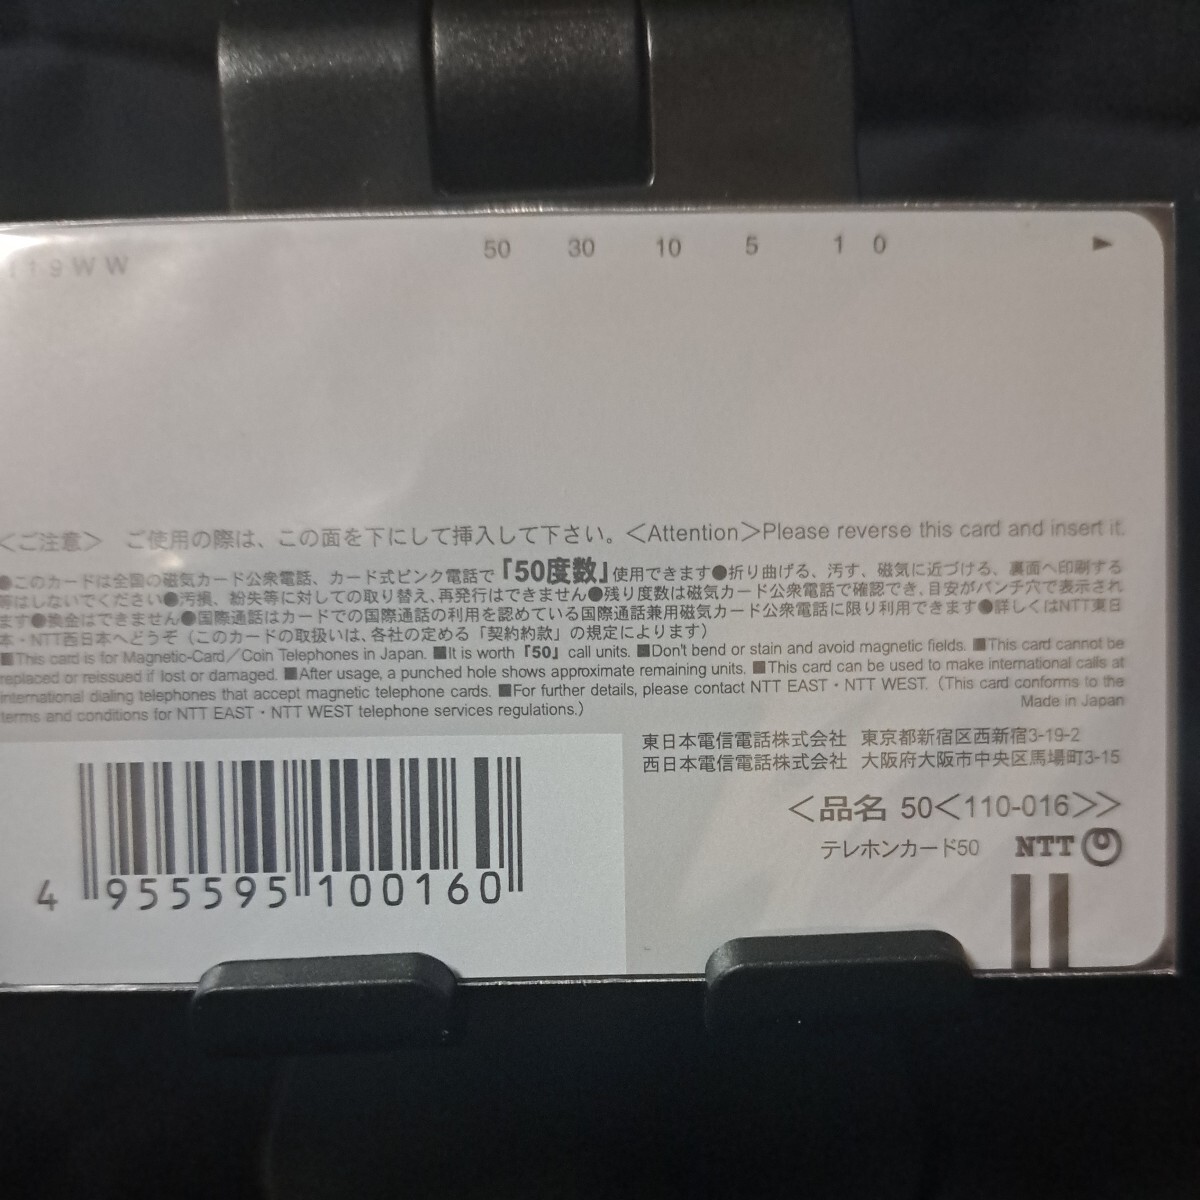 50 30 10 5 1 0 ▶
119WW
<ご注意> ご使用の際は、この面を下にして挿入して下さい。<Attention>Please reverse this card and insert it.
●このカードは全国の磁気カード公衆電話、カード式ピンク電話で「50度数」使用できます●折り曲げる、汚す、磁気に近づける、裏面へ印刷する
等はしないでください●汚損、紛失等に対しての取り替え、再発行はできません●残り度数は磁気カード公衆電話で確認でき、目安がパンチ穴で表示され
ます●換金はできません●国際通話はカードでの国際通話の利用を認めている国際通話兼用磁気カード公衆電話に限り利用できます●詳しくはNTT東日
本・NTT西日本へどうぞ（このカードの取扱いは、各社の定める「契約約款」の規定によります）
■This card is for Magnetic-Card／Coin Telephones in Japan. ■It is worth「50」call units. ■Don't bend or stain and avoid magnetic fields. ■This card cannot be
replaced or reissued if lost or damaged. ■After usage, a punched hole shows approximate remaining units. ■This card can be used to make international calls at
international dialing telephones that accept magnetic telephone cards. ■For further details, please contact NTT EAST・NTT WEST. (This card conforms to the
terms and conditions for NTT EAST・NTT WEST telephone services regulations.)
Made in Japan
東日本電信電話株式会社 東京都新宿区西新宿3-19-2
西日本電信電話株式会社 大阪府大阪市中央区馬場町3-15
<品名 50<110-016>>
テレホンカード50 NTT
4 955595 100160